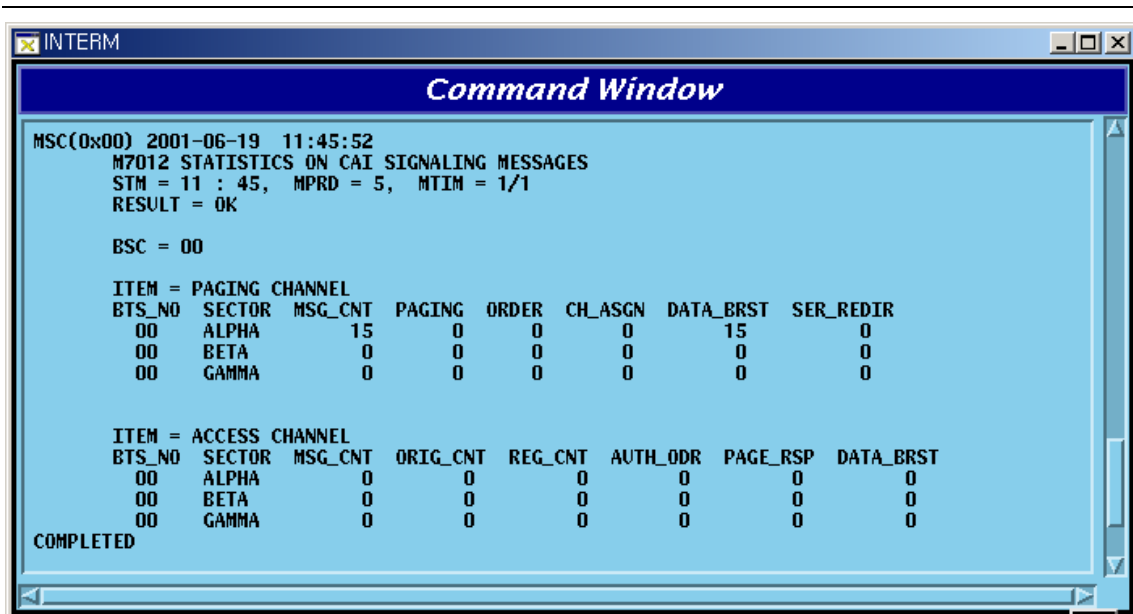 INTERM
Command Window
MSC(0x00) 2001-06-19 11:45:52
M7012 STATISTICS ON CAI SIGNALING MESSAGES
STM = 11 : 45, MPRD = 5, MTIM = 1/1
RESULT = OK
BSC = 00
ITEM = PAGING CHANNEL
BTS_NO SECTOR MSG_CNT PAGING ORDER CH_ASGN DATA_BRST SER_REDIR
00 ALPHA 15 0 0 0 15 0
00 BETA 0 0 0 0 0 0
00 GAMMA 0 0 0 0 0 0
ITEM = ACCESS CHANNEL
BTS_NO SECTOR MSG_CNT ORIG_CNT REG_CNT AUTH_ODR PAGE_RSP DATA_BRST
00 ALPHA 0 0 0 0 0 0
00 BETA 0 0 0 0 0 0
00 GAMMA 0 0 0 0 0 0
COMPLETED